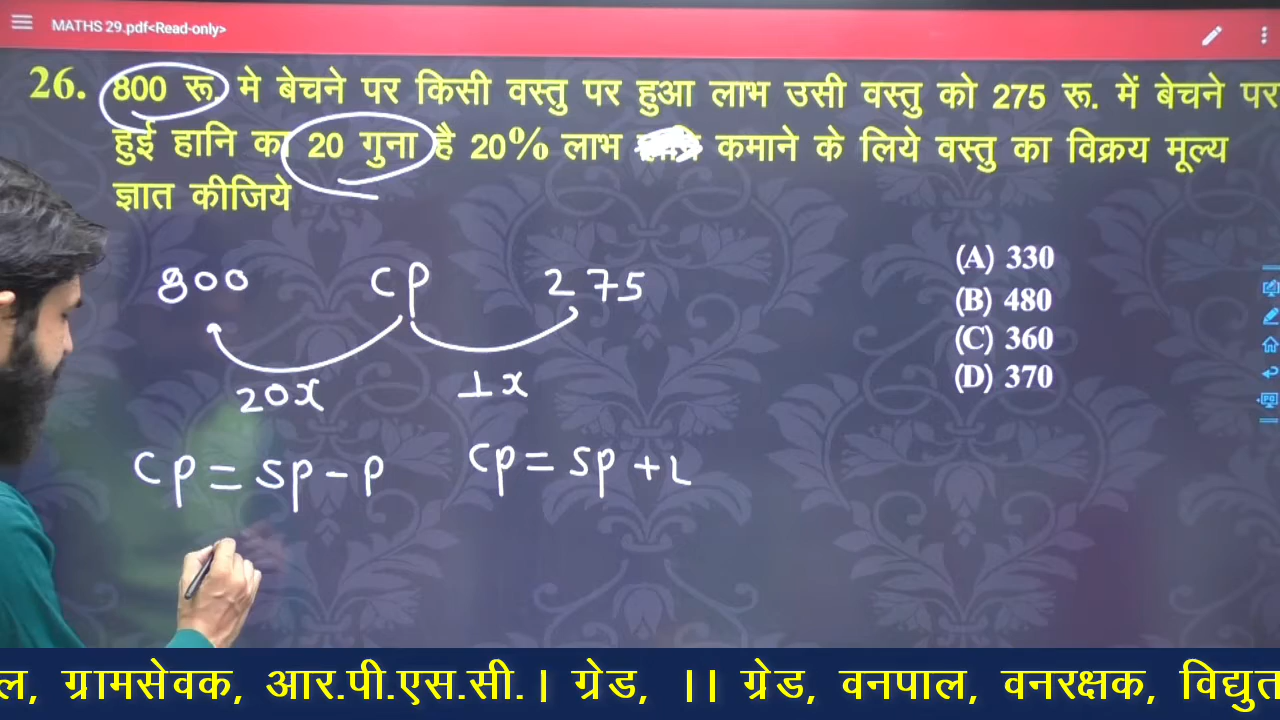 MATHS 29.pdf<Read-only>
26. 800 रू. मे बेचने पर किसी वस्तु पर हुआ लाभ उसी वस्तु को 275 रू. में बेचने पर
हुई हानि का 20 गुना है 20% लाभ कमाने के लिये वस्तु का विक्रय मूल्य
ज्ञात कीजिये
(A) 330
(B) 480
(C) 360
(D) 370
800 CP 275
20x 1x
CP = SP - P CP = SP + L
ल, ग्रामसेवक, आर.पी.एस.सी. । ग्रेड, ।। ग्रेड, वनपाल, वनरक्षक, विद्युत